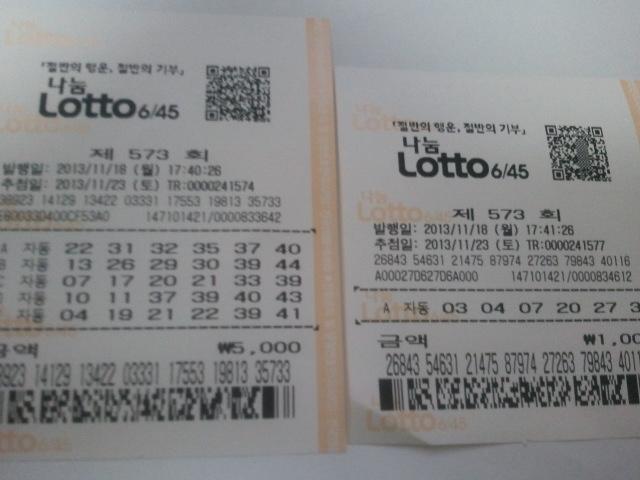 『절반의 행운, 절반의 기부』
나눔
Lotto 6/45
제 573 회
발행일: 2013/11/18 (월) 17:40:26
추첨일: 2013/11/23 (토) TR:0000241574
98923 14129 13422 03331 17553 19813 35733
147101421/0000833642
A 자동 22 31 32 35 37 40
B 자동 13 26 29 30 39 44
C 자동 07 17 20 21 33 39
자동 10 11 37 39 40 43
자동 04 19 21 22 39 41
금액 ₩5,000
98923 14129 13422 03331 17553 19813 35733
『절반의 행운, 절반의 기부』
나눔
Lotto 6/45
제 573 회
발행일: 2013/11/18 (월) 17:41:26
추첨일: 2013/11/23 (토) TR:0000241577
26843 54631 21475 87974 27263 79843 40116
A00027D627D6A000 147101421/0000834612
A 자동 03 04 07 20 27
금액 ₩1,00
26843 54631 21475 87974 27263 79843 4011